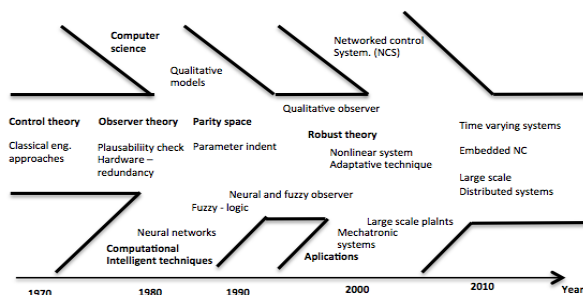 Computer
science
Networked control
System. (NCS)
Qualitative
models
Qualitative observer
Control theory
Observer theory
Parity space
Classical eng.
approaches
Plausabiliity check
Hardware –
redundancy
Parameter indent
Robust theory
Nonlinear system
Adaptative technique
Time varying systems
Embedded NC
Large scale
Distributed systems
Neural and fuzzy observer
Fuzzy - logic
Neural networks
Large scale plaints
Mechatronic
systems
Computational
Intelligent techniques
Aplications
1970
1980
1990
2000
2010
Year